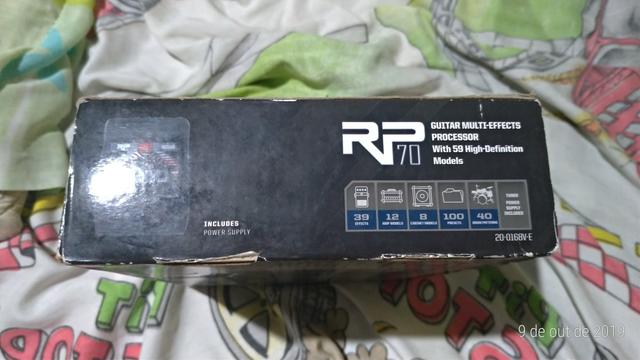 RP70
GUITAR MULTI-EFFECTS
PROCESSOR
With 59 High-Definition
Models
39
EFFECTS
12
AMP MODELS
8
CABINET MODELS
100
PRESETS
40
DRUM PATTERNS
TUNER
POWER
SUPPLY
INCLUDED
INCLUDES
POWER SUPPLY
20-0168V-E
9 de out de 2019